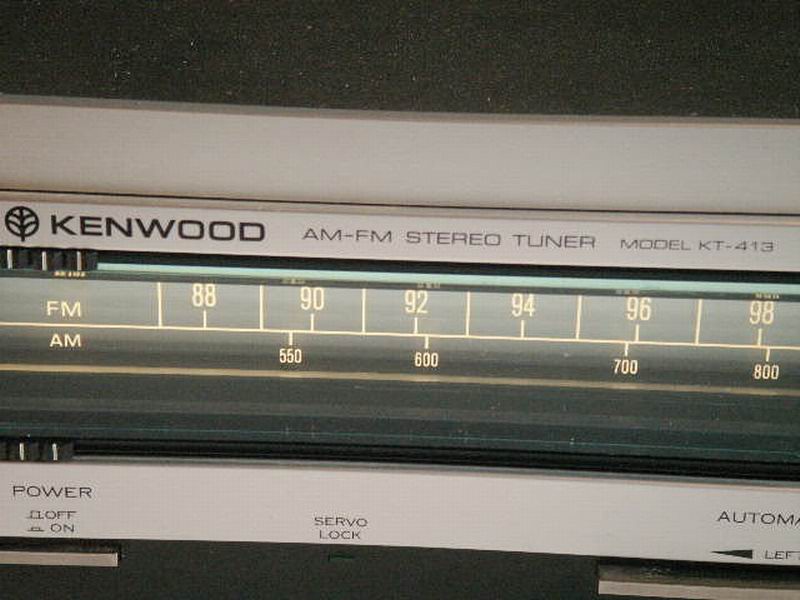 KENWOOD AM-FM STEREO TUNER MODEL KT-413
FM 88 90 92 94 96 98
AM 550 600 700 800
POWER
OFF
ON
SERVO
LOCK
LEFT